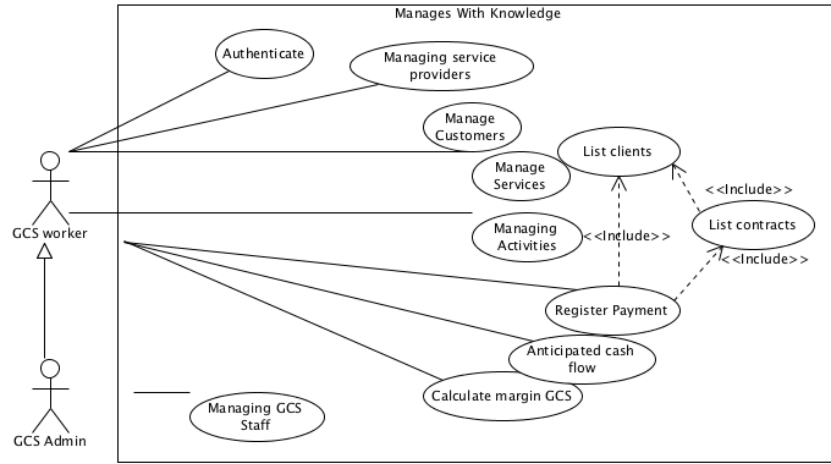 Manages With Knowledge
Authenticate
Managing service
providers
Manage
Customers
List clients
Manage
Services
<<Include>>
List contracts
GCS worker
Managing
Activities
<<Include>>
<<Include>>
Register Payment
Anticipated cash
flow
Calculate margin GCS
Managing GCS
Staff
GCS Admin